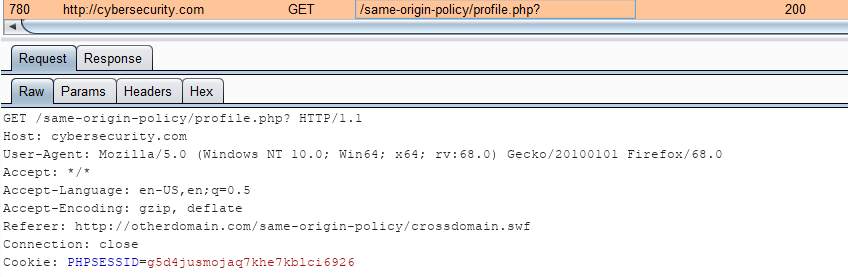 780 http://cybersecurity.com GET /same-origin-policy/profile.php? 200
Request Response
Raw Params Headers Hex
GET /same-origin-policy/profile.php? HTTP/1.1
Host: cybersecurity.com
User-Agent: Mozilla/5.0 (Windows NT 10.0; Win64; x64; rv:68.0) Gecko/20100101 Firefox/68.0
Accept: */*
Accept-Language: en-US,en;q=0.5
Accept-Encoding: gzip, deflate
Referer: http://otherdomain.com/same-origin-policy/crossdomain.swf
Connection: close
Cookie: PHPSESSID=g5d4jusmojaq7khe7kblci6926